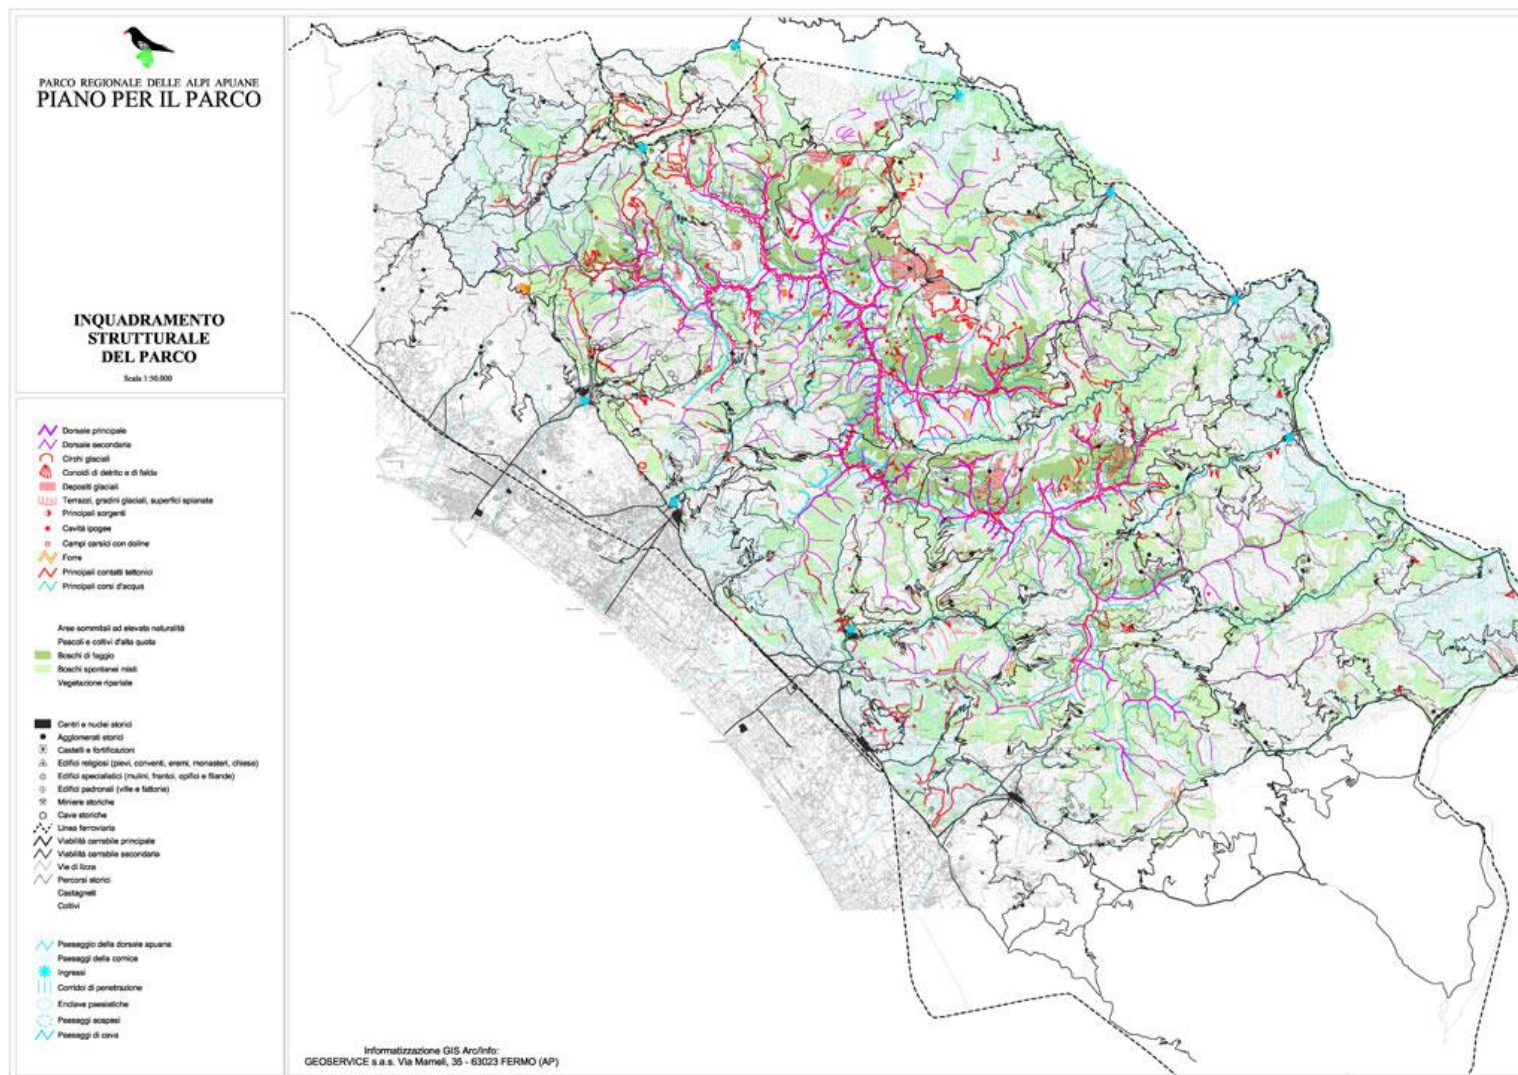 PARCO REGIONALE DELLE ALPI APUANE
PIANO PER IL PARCO
INQUADRAMENTO
STRUTTURALE
DEL PARCO
Scala 1:50.000
Dorsale principale
Dorsale secondaria
Circhi glaciali
Conoidi di detrito e di falda
Depositi glaciali
Terrazzi, gradini glaciali, superfici spianate
Principali sorgenti
Cavità ipogee
Campi carsici con doline
Forre
Principali contatti tettonici
Principali corsi d'acqua
Aree sommitali ad elevata naturalità
Pascoli e coltivi d'alta quota
Boschi di faggio
Boschi spontanei misti
Vegetazione ripariale
Centri e nuclei storici
Agglomerati storici
Castelli e fortificazioni
Edifici religiosi (pievi, conventi, eremi, monasteri, chiese)
Edifici specialistici (mulini, frantoi, opifici e filande)
Edifici padronali (ville e fattorie)
Miniere storiche
Cave storiche
Linea ferroviaria
Viabilità carrabile principale
Viabilità carrabile secondaria
Vie di lizza
Percorsi storici
Castagneti
Coltivi
Paesaggio della dorsale apuana
Paesaggi della cornice
Ingressi
Corridoi di penetrazione
Enclave paesistiche
Paesaggi sospesi
Paesaggi di cava
Informatizzazione GIS Arc/Info:
GEOSERVICE s.a.s. Via Mameli, 35 - 63023 FERMO (AP)